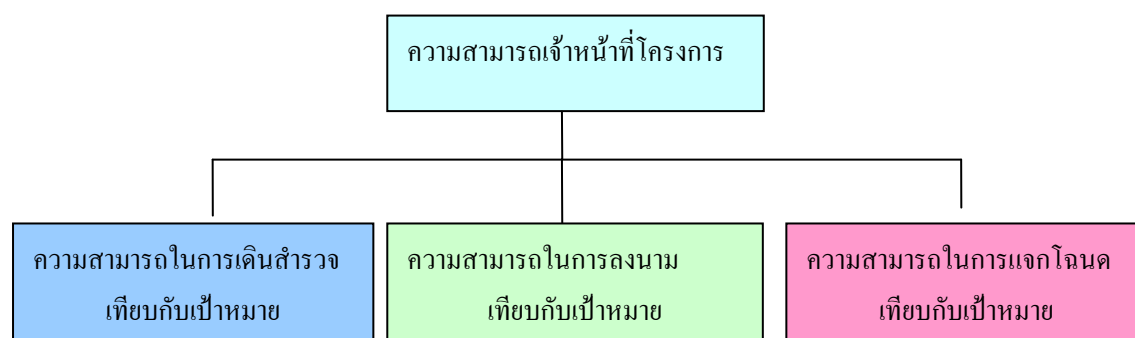 ความสามารถเจ้าหน้าที่โครงการ
ความสามารถในการเดินสำรวจ
เทียบกับเป้าหมาย
ความสามารถในการลงนาม
เทียบกับเป้าหมาย
ความสามารถในการแจกโฉนด
เทียบกับเป้าหมาย